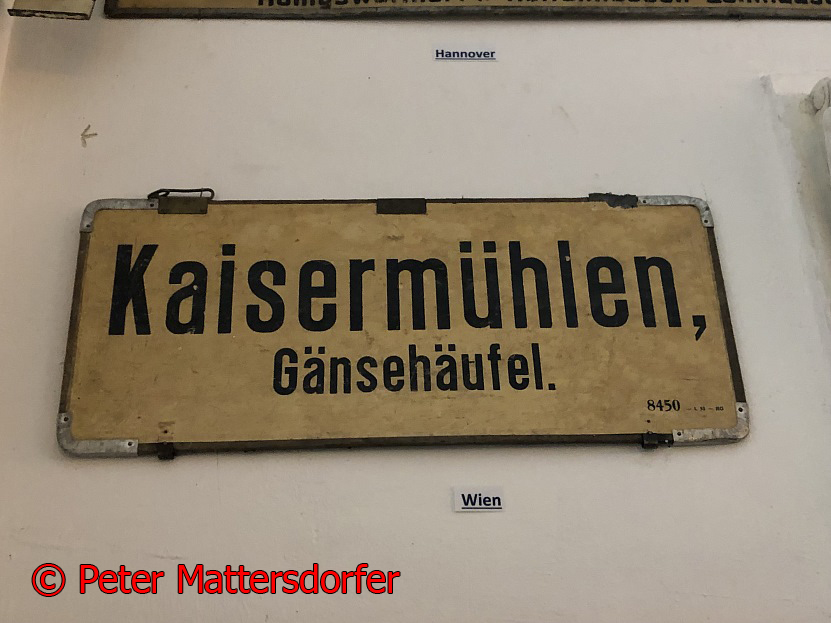 Hannover
Kaisermühlen,
Gänsehäufel.
8450
Wien
© Peter Mattersdorfer